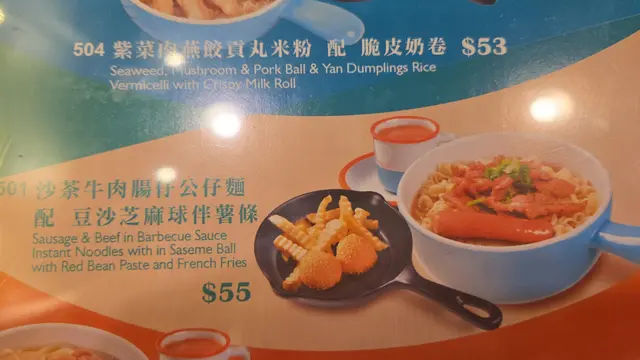 504 紫菜肉燕餃貢丸米粉 配 脆皮奶卷 $53
Seaweed, Mushroom & Pork Ball & Yan Dumplings Rice
Vermicelli with Crispy Milk Roll
501 沙茶牛肉腸仔公仔麵
配 豆沙芝麻球伴薯條
Sausage & Beef in Barbecue Sauce
Instant Noodles with in Saseme Ball
with Red Bean Paste and French Fries
$55